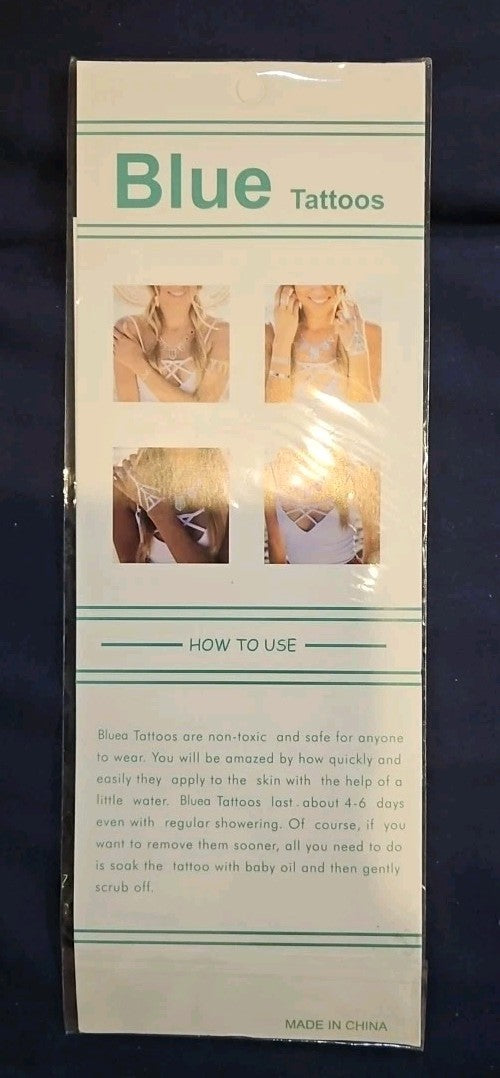 Blue Tattoos
HOW TO USE
Bluea Tattoos are non-toxic and safe for anyone
to wear. You will be amazed by how quickly and
easily they apply to the skin with the help of a
little water. Bluea Tattoos last . about 4-6 days
even with regular showering. Of course, if you
want to remove them sooner, all you need to do
is soak the tattoo with baby oil and then gently
scrub off.
MADE IN CHINA